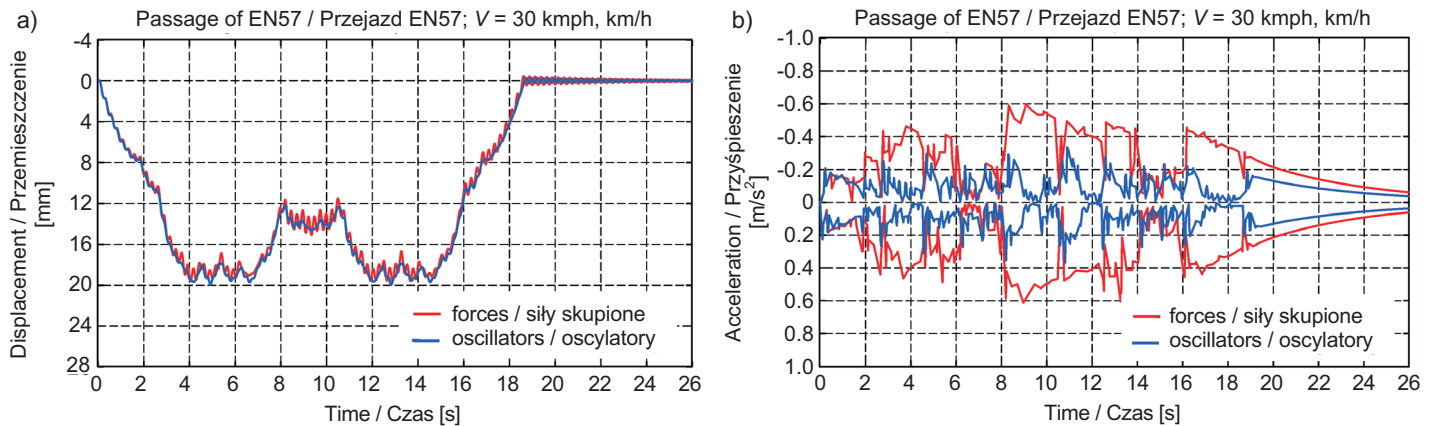 a)
Passage of EN57 / Przejazd EN57; V = 30 kmph, km/h
Displacement / Przemieszczenie
[mm]
-4
0
4
8
12
16
20
24
28
0 2 4 6 8 10 12 14 16 18 20 22 24 26
forces / siły skupione
oscillators / oscylatory
Time / Czas [s]
b)
Passage of EN57 / Przejazd EN57; V = 30 kmph, km/h
Acceleration / Przyśpieszenie
[m/s²]
-1.0
-0.8
-0.6
-0.4
-0.2
0
0.2
0.4
0.6
0.8
1.0
0 2 4 6 8 10 12 14 16 18 20 22 24 26
forces / siły skupione
oscillators / oscylatory
Time / Czas [s]